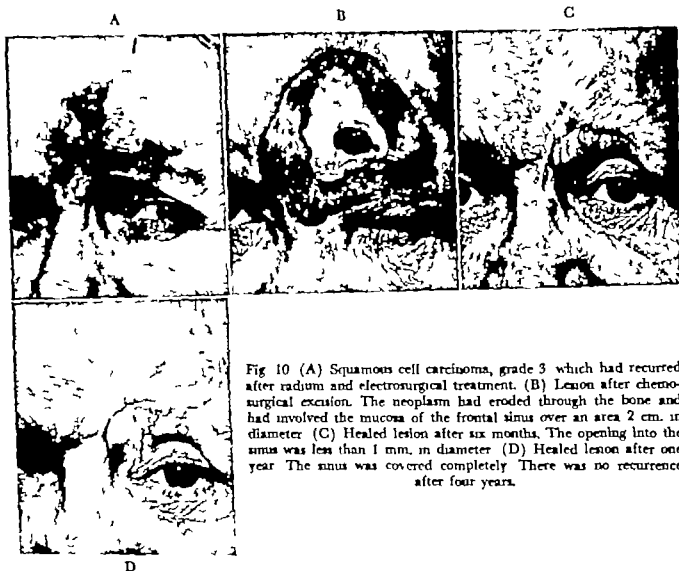 A
B
C
D
Fig 10 (A) Squamous cell carcinoma, grade 3 which had recurred
after radium and electrosurgical treatment. (B) Lesion after chemo-
surgical excision. The neoplasm had eroded through the bone and
had involved the mucosa of the frontal sinus over an area 2 cm. in
diameter (C) Healed lesion after six months. The opening into the
sinus was less than 1 mm. in diameter (D) Healed lesion after one
year The sinus was covered completely There was no recurrence
after four years.